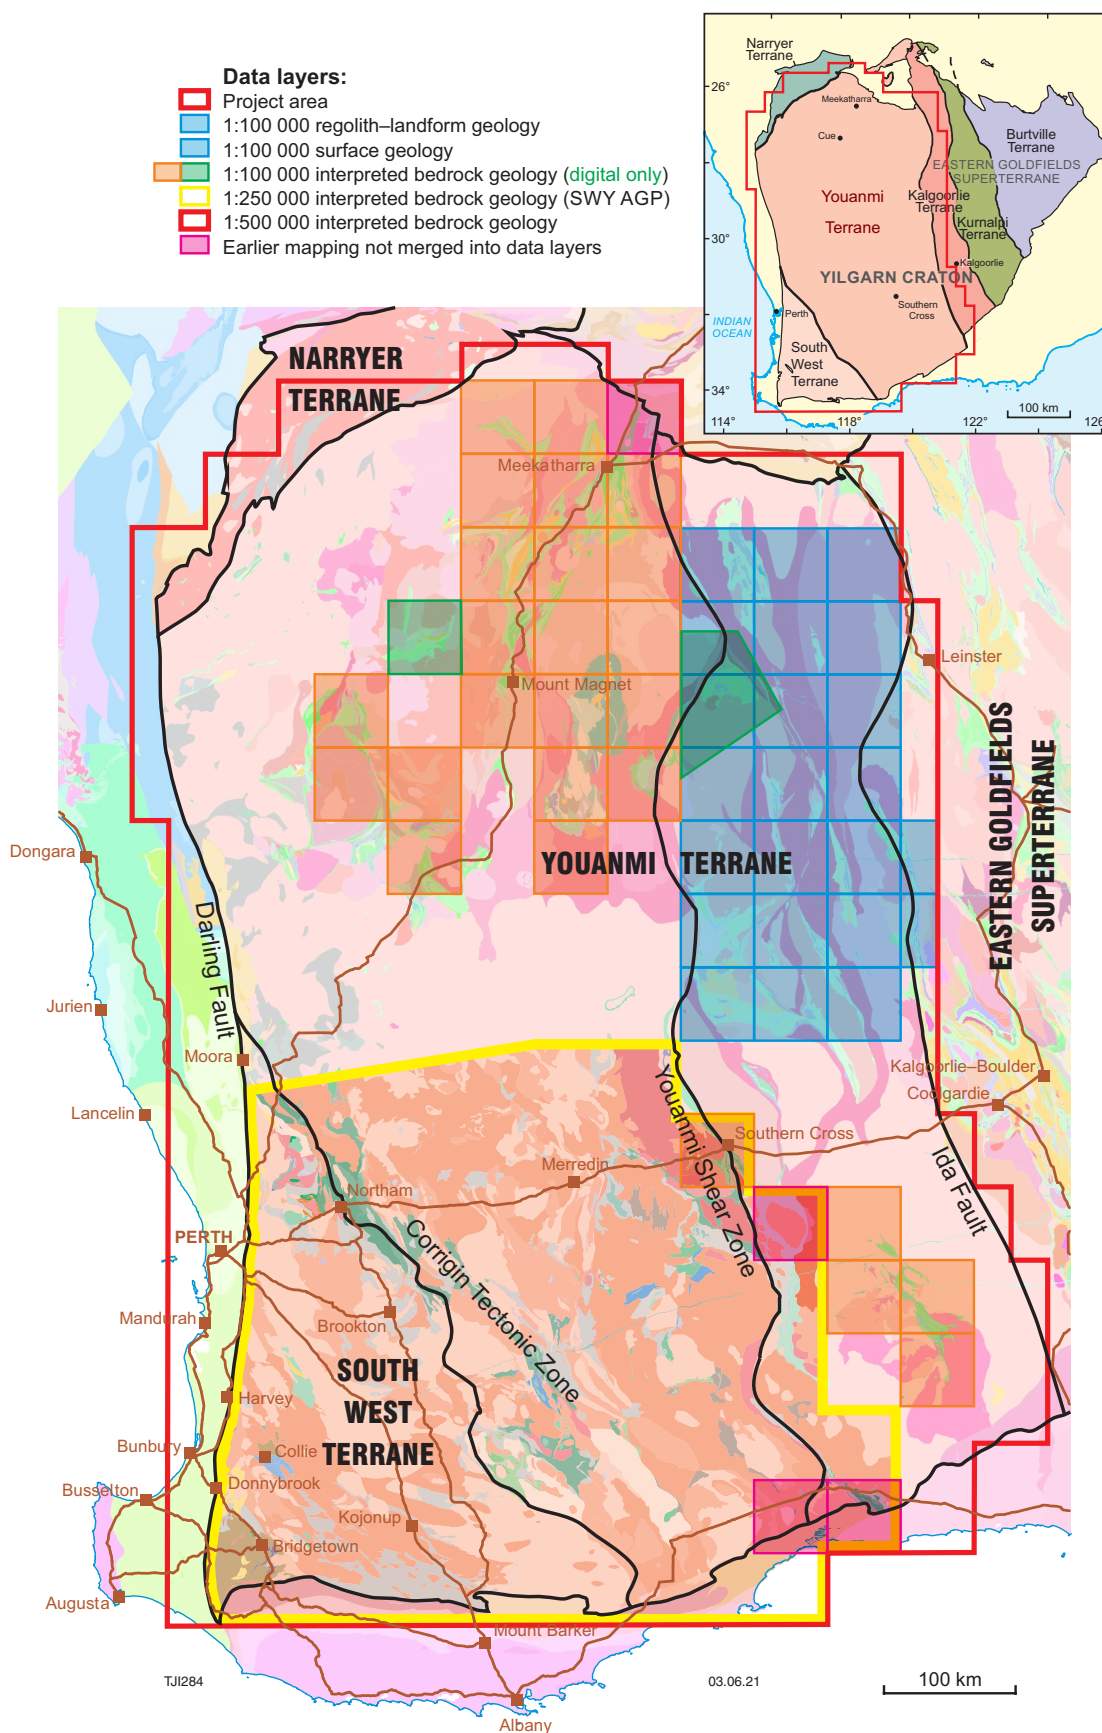 Data layers:
Project area
1:100 000 regolith–landform geology
1:100 000 surface geology
1:100 000 interpreted bedrock geology (digital only)
1:250 000 interpreted bedrock geology (SWY AGP)
1:500 000 interpreted bedrock geology
Earlier mapping not merged into data layers
Narryer
Terrane
26°
Meekatharra
Cue
Burtville
Terrane
EASTERN GOLDFIELDS
SUPERTERRANE
Youanmi
Terrane
Kalgoorlie
Terrane
Kurnalpi
Terrane
30°
Kalgoorlie
YILGARN CRATON
Southern
Cross
INDIAN
OCEAN
Perth
South
West
Terrane
34°
100 km
114°
118°
122°
126
NARRYER
TERRANE
Meekatharra
Leinster
Mount Magnet
EASTERN GOLDFIELDS
SUPERTERRANE
Dongara
YOUANMI TERRANE
Darling Fault
Jurien
Moora
Kalgoorlie–Boulder
Coolgardie
Lancelin
Youanmi Shear Zone
Southern Cross
Merredin
Ida Fault
Northam
PERTH
Corrigin Tectonic Zone
Mandurah
Brookton
SOUTH
WEST
TERRANE
Harvey
Bunbury
Collie
Busselton
Donnybrook
Kojonup
Bridgetown
Augusta
Mount Barker
TJI284
03.06.21
100 km
Albany